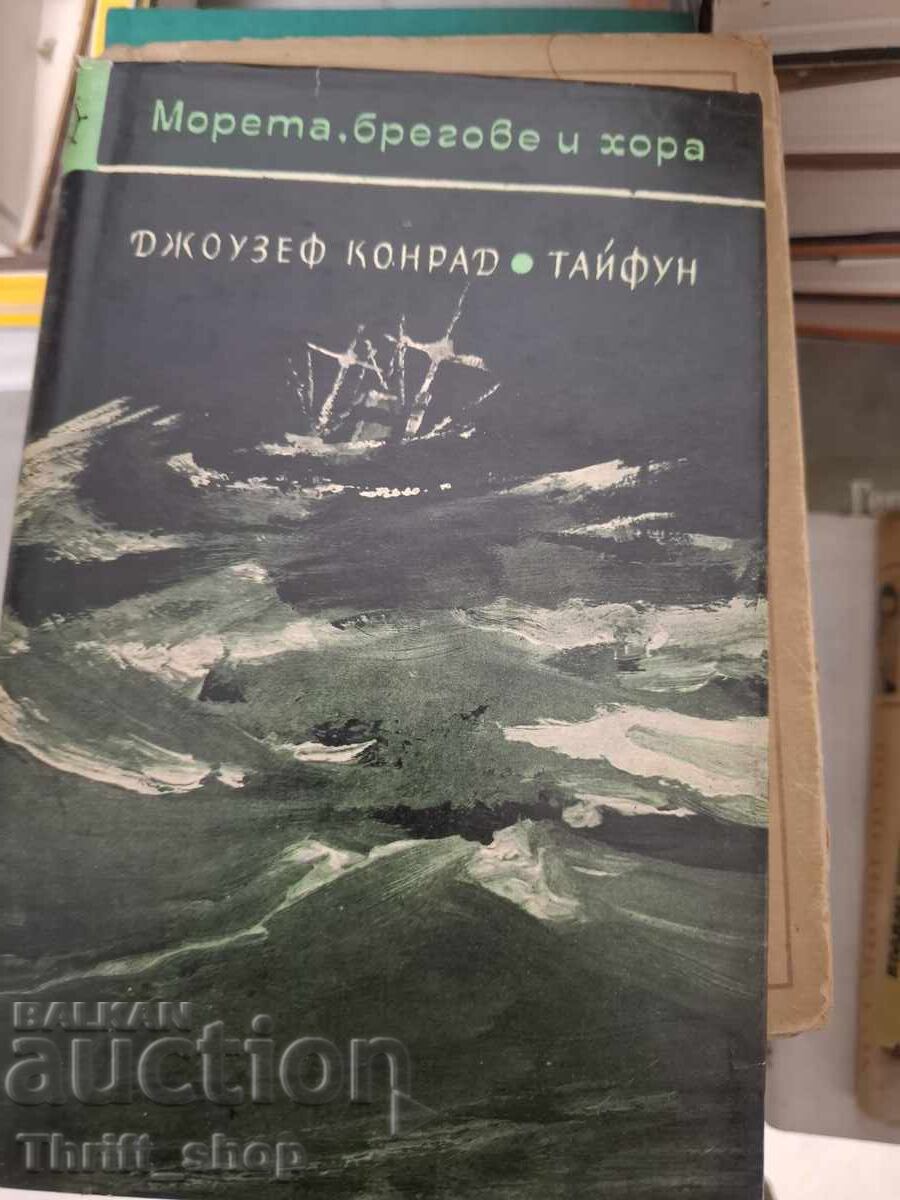 Морета, брегове и хора
ДЖОУЗЕФ КОНРАД • ТАЙФУН
BALKAN
auction
Thrift_shop